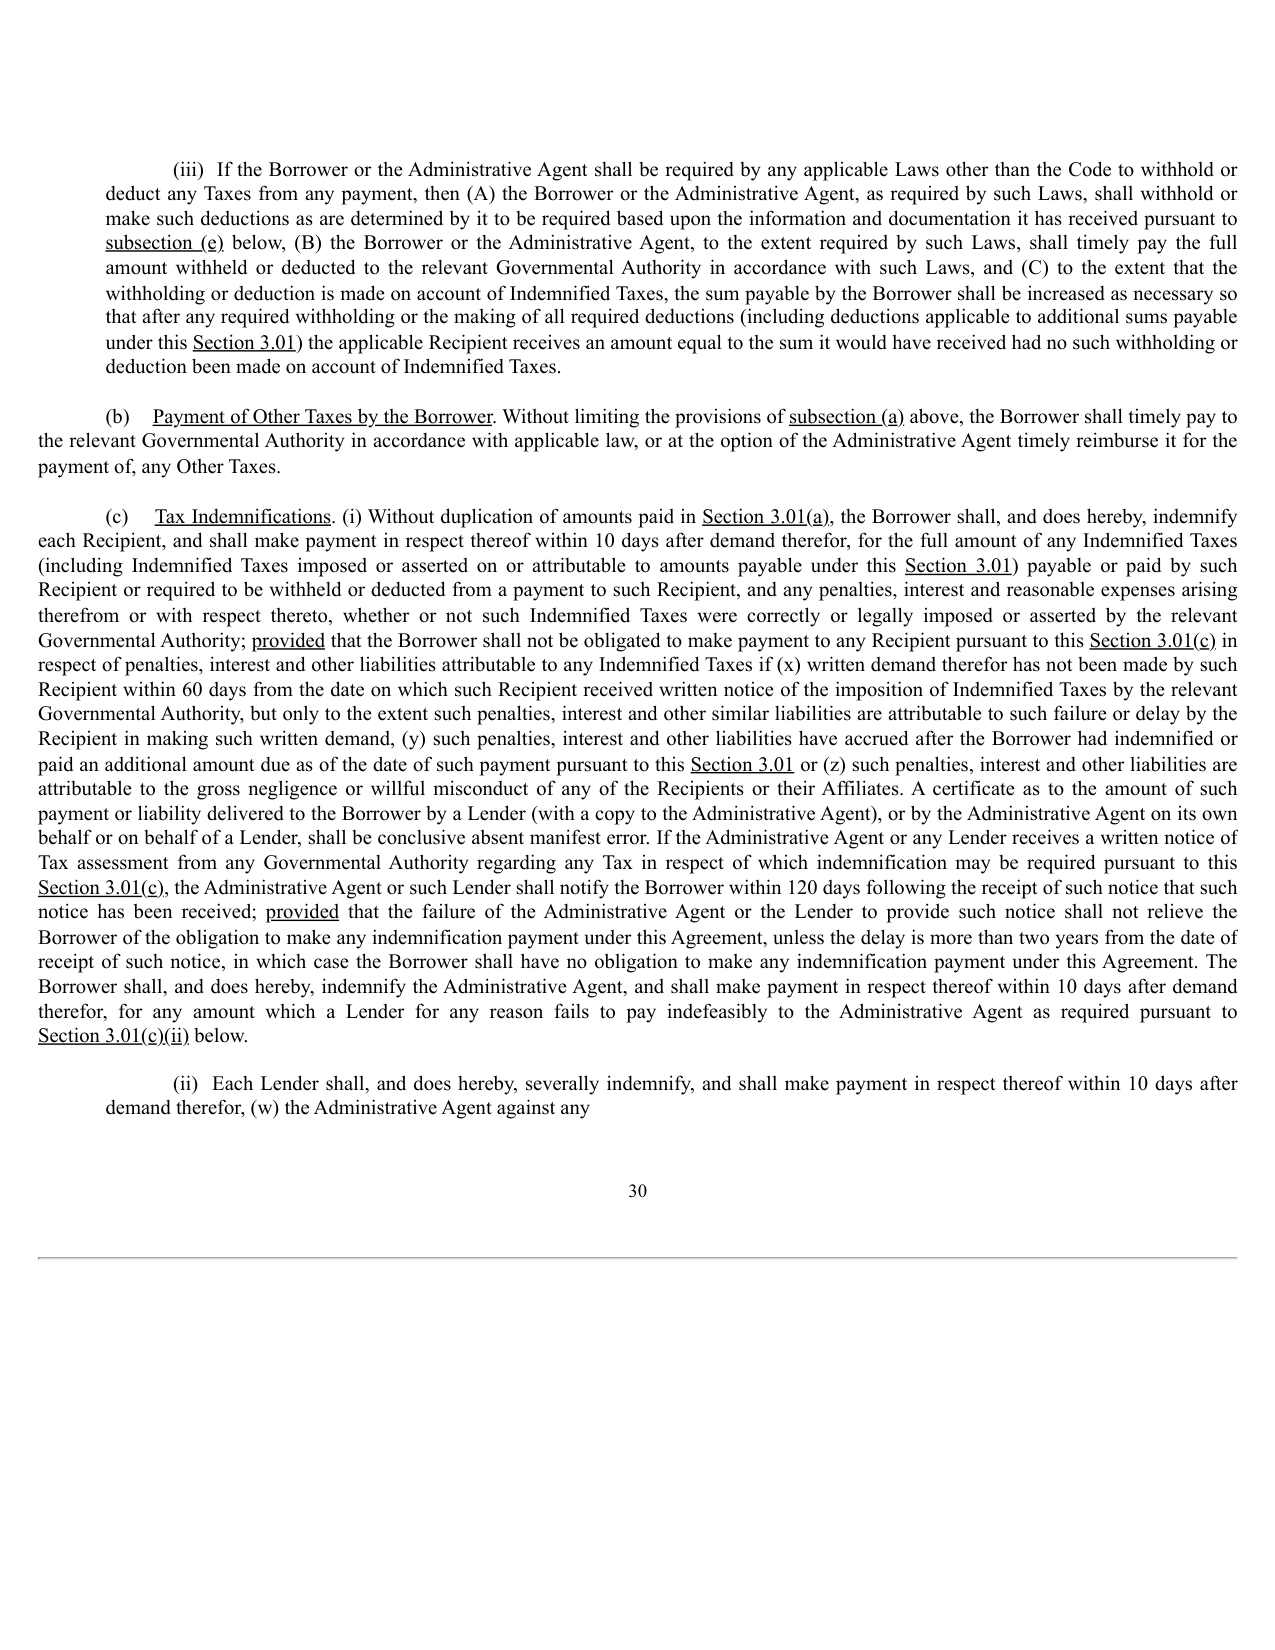 (iii) If the Borrower or the Administrative Agent shall be required by any applicable Laws other than the Code to withhold or
deduct any Taxes from any payment, then (A) the Borrower or the Administrative Agent, as required by such Laws, shall withhold or
make such deductions as are determined by it to be required based upon the information and documentation it has received pursuant to
subsection (e) below, (B) the Borrower or the Administrative Agent, to the extent required by such Laws, shall timely pay the full
amount withheld or deducted to the relevant Governmental Authority in accordance with such Laws, and (C) to the extent that the
withholding or deduction is made on account of Indemnified Taxes, the sum payable by the Borrower shall be increased as necessary so
that after any required withholding or the making of all required deductions (including deductions applicable to additional sums payable
under this Section 3.01) the applicable Recipient receives an amount equal to the sum it would have received had no such withholding or
deduction been made on account of Indemnified Taxes.
(b) Payment of Other Taxes by the Borrower. Without limiting the provisions of subsection (a) above, the Borrower shall timely pay to
the relevant Governmental Authority in accordance with applicable law, or at the option of the Administrative Agent timely reimburse it for the
payment of, any Other Taxes.
(c) Tax Indemnifications. (i) Without duplication of amounts paid in Section 3.01(a), the Borrower shall, and does hereby, indemnify
each Recipient, and shall make payment in respect thereof within 10 days after demand therefor, for the full amount of any Indemnified Taxes
(including Indemnified Taxes imposed or asserted on or attributable to amounts payable under this Section 3.01) payable or paid by such
Recipient or required to be withheld or deducted from a payment to such Recipient, and any penalties, interest and reasonable expenses arising
therefrom or with respect thereto, whether or not such Indemnified Taxes were correctly or legally imposed or asserted by the relevant
Governmental Authority; provided that the Borrower shall not be obligated to make payment to any Recipient pursuant to this Section 3.01(c) in
respect of penalties, interest and other liabilities attributable to any Indemnified Taxes if (x) written demand therefor has not been made by such
Recipient within 60 days from the date on which such Recipient received written notice of the imposition of Indemnified Taxes by the relevant
Governmental Authority, but only to the extent such penalties, interest and other similar liabilities are attributable to such failure or delay by the
Recipient in making such written demand, (y) such penalties, interest and other liabilities have accrued after the Borrower had indemnified or
paid an additional amount due as of the date of such payment pursuant to this Section 3.01 or (z) such penalties, interest and other liabilities are
attributable to the gross negligence or willful misconduct of any of the Recipients or their Affiliates. A certificate as to the amount of such
payment or liability delivered to the Borrower by a Lender (with a copy to the Administrative Agent), or by the Administrative Agent on its own
behalf or on behalf of a Lender, shall be conclusive absent manifest error. If the Administrative Agent or any Lender receives a written notice of
Tax assessment from any Governmental Authority regarding any Tax in respect of which indemnification may be required pursuant to this
Section 3.01(c), the Administrative Agent or such Lender shall notify the Borrower within 120 days following the receipt of such notice that such
notice has been received; provided that the failure of the Administrative Agent or the Lender to provide such notice shall not relieve the
Borrower of the obligation to make any indemnification payment under this Agreement, unless the delay is more than two years from the date of
receipt of such notice, in which case the Borrower shall have no obligation to make any indemnification payment under this Agreement. The
Borrower shall, and does hereby, indemnify the Administrative Agent, and shall make payment in respect thereof within 10 days after demand
therefor, for any amount which a Lender for any reason fails to pay indefeasibly to the Administrative Agent as required pursuant to
Section 3.01(c)(ii) below.
(ii) Each Lender shall, and does hereby, severally indemnify, and shall make payment in respect thereof within 10 days after
demand therefor, (w) the Administrative Agent against any
30